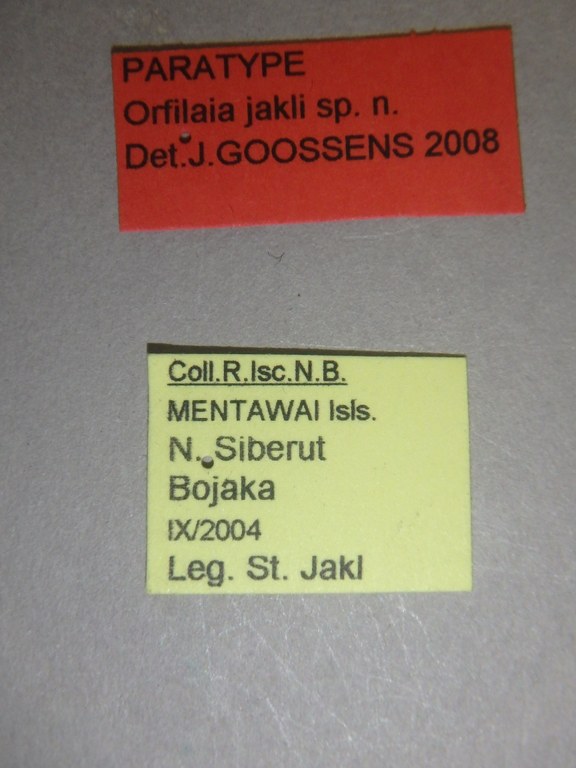 PARATYPE
Orfilaia jakli sp. n.
Det.J.GOOSSENS 2008
Coll.R.Isc.N.B.
MENTAWAI Isls.
N. Siberut
Bojaka
IX/2004
Leg. St. Jakl